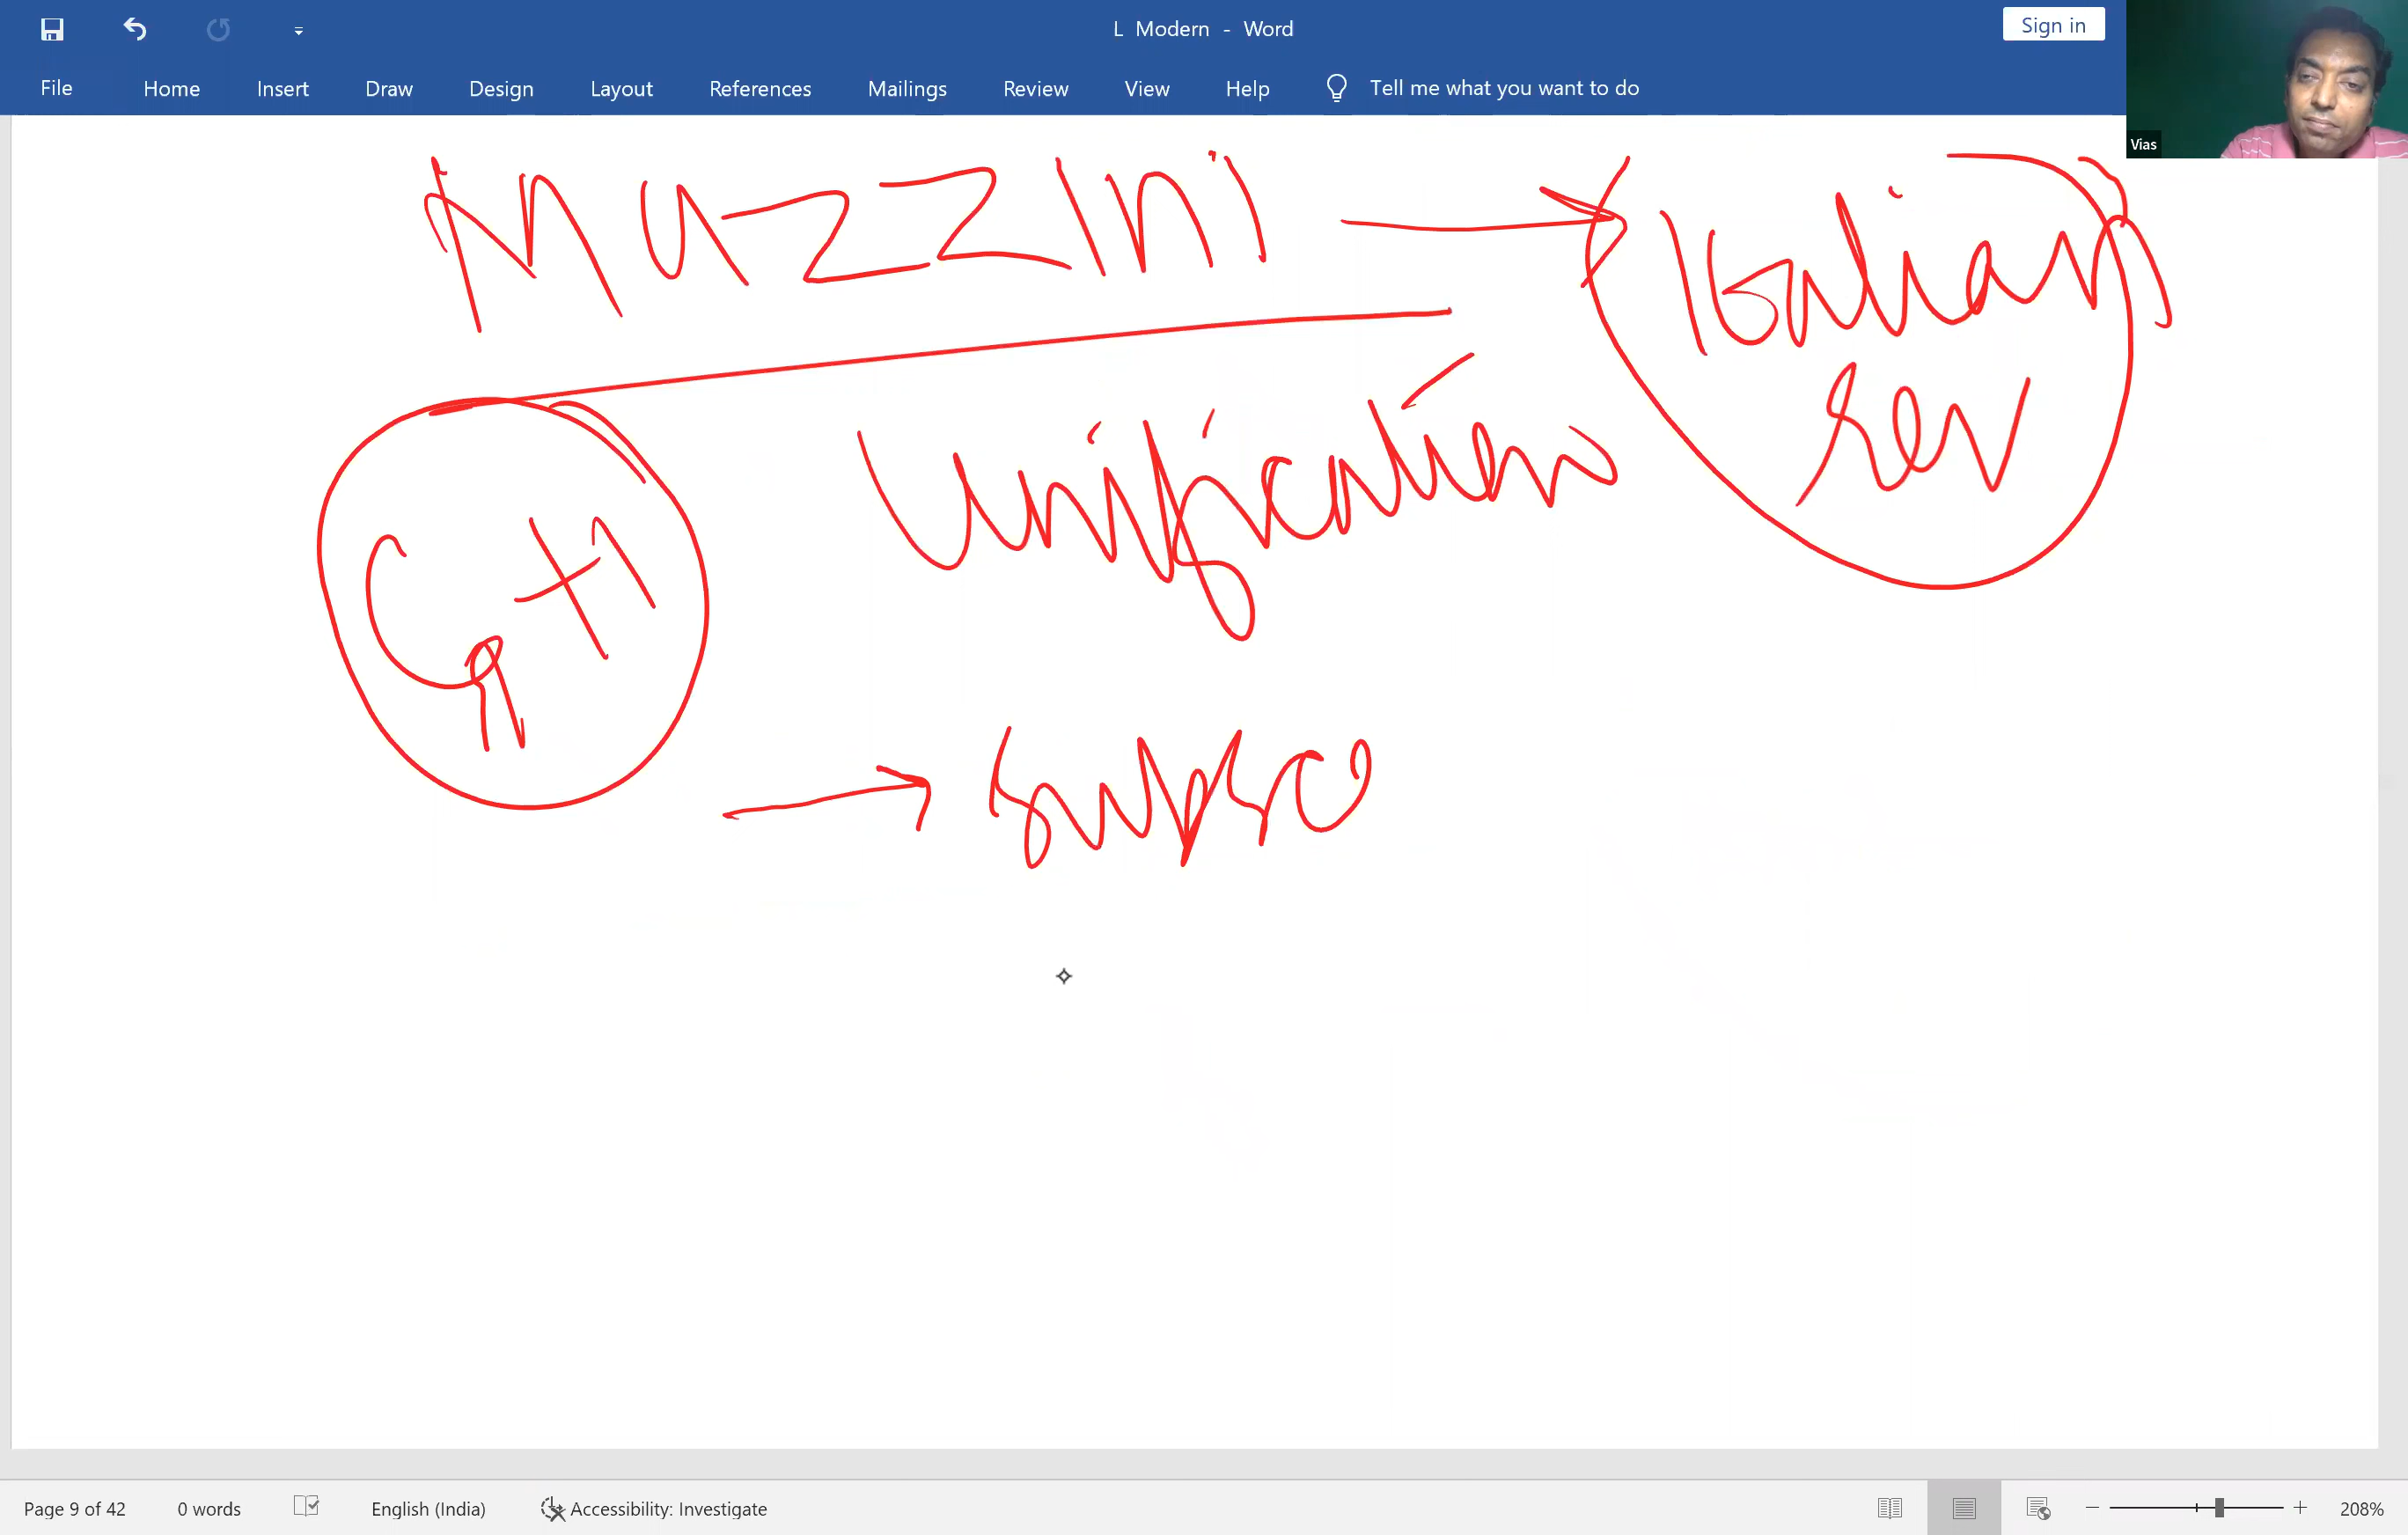 L Modern - Word
Sign in
File Home Insert Draw Design Layout References Mailings Review View Help Tell me what you want to do
Vias
Mazzini → Italian
rev
Unification
→
Page 9 of 42 0 words English (India) Accessibility: Investigate 208%